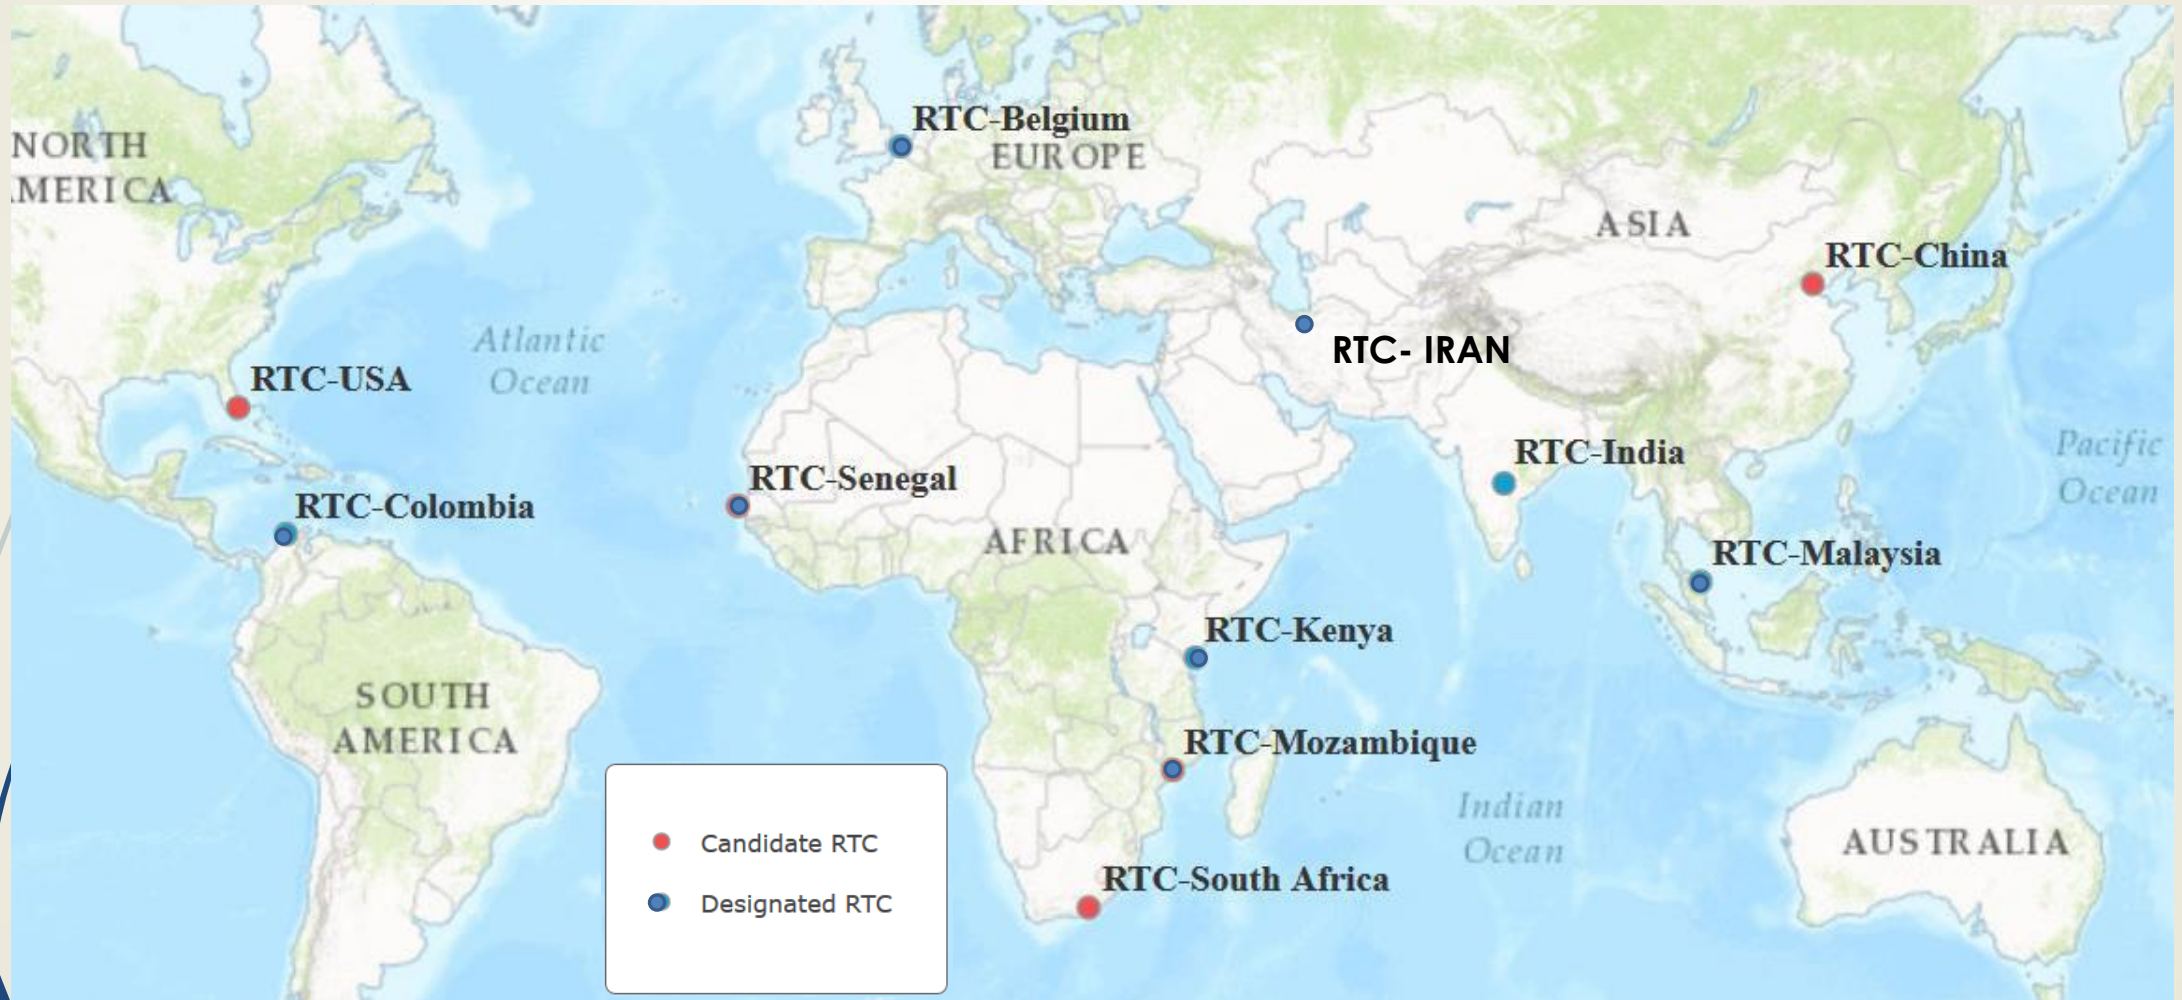 RTC-Belgium
EUROPE
NORTH
MERICA
ASIA
RTC-China
RTC- IRAN
Atlantic
Ocean
RTC-USA
RTC-India
Pacific
Ocean
RTC-Senegal
RTC-Colombia
AFRICA
RTC-Malaysia
RTC-Kenya
SOUTH
AMERICA
RTC-Mozambique
Indian
Ocean
AUSTRALIA
RTC-South Africa
Candidate RTC
Designated RTC